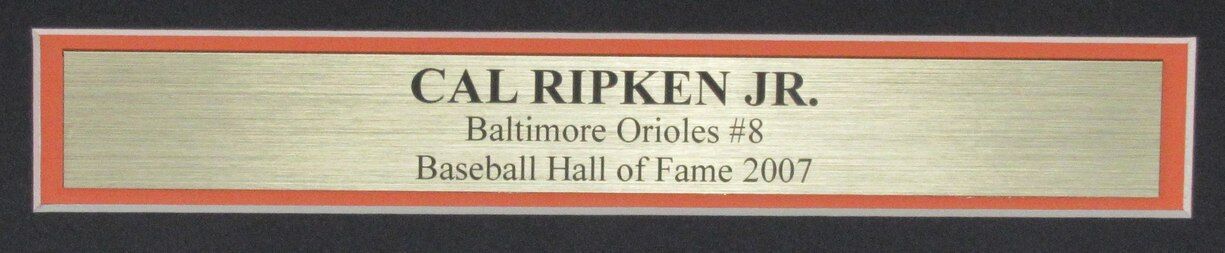 CAL RIPKEN JR.
Baltimore Orioles #8
Baseball Hall of Fame 2007